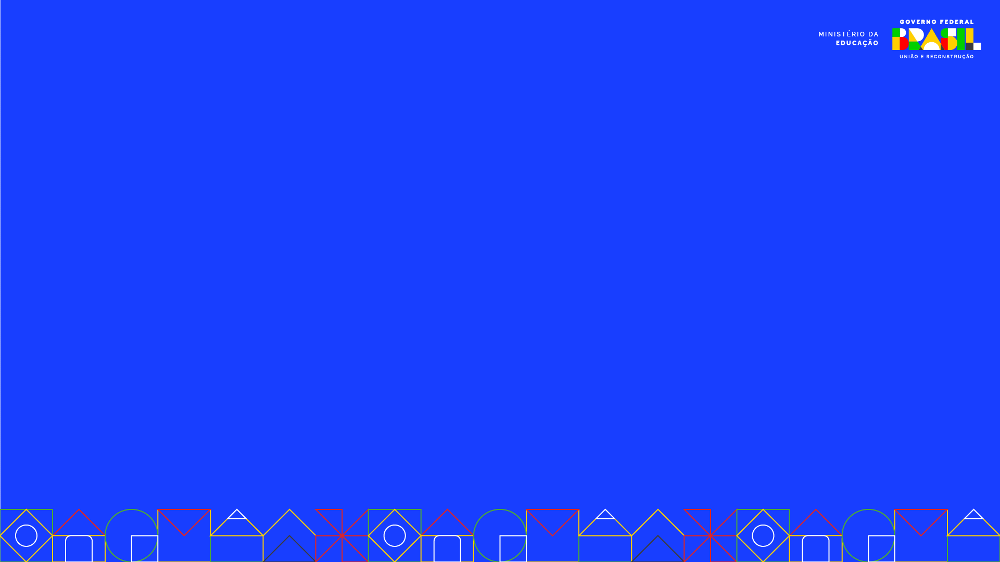 MINISTÉRIO DA
EDUCAÇÃO
GOVERNO FEDERAL
BRASIL
UNIÃO E RECONSTRUÇÃO